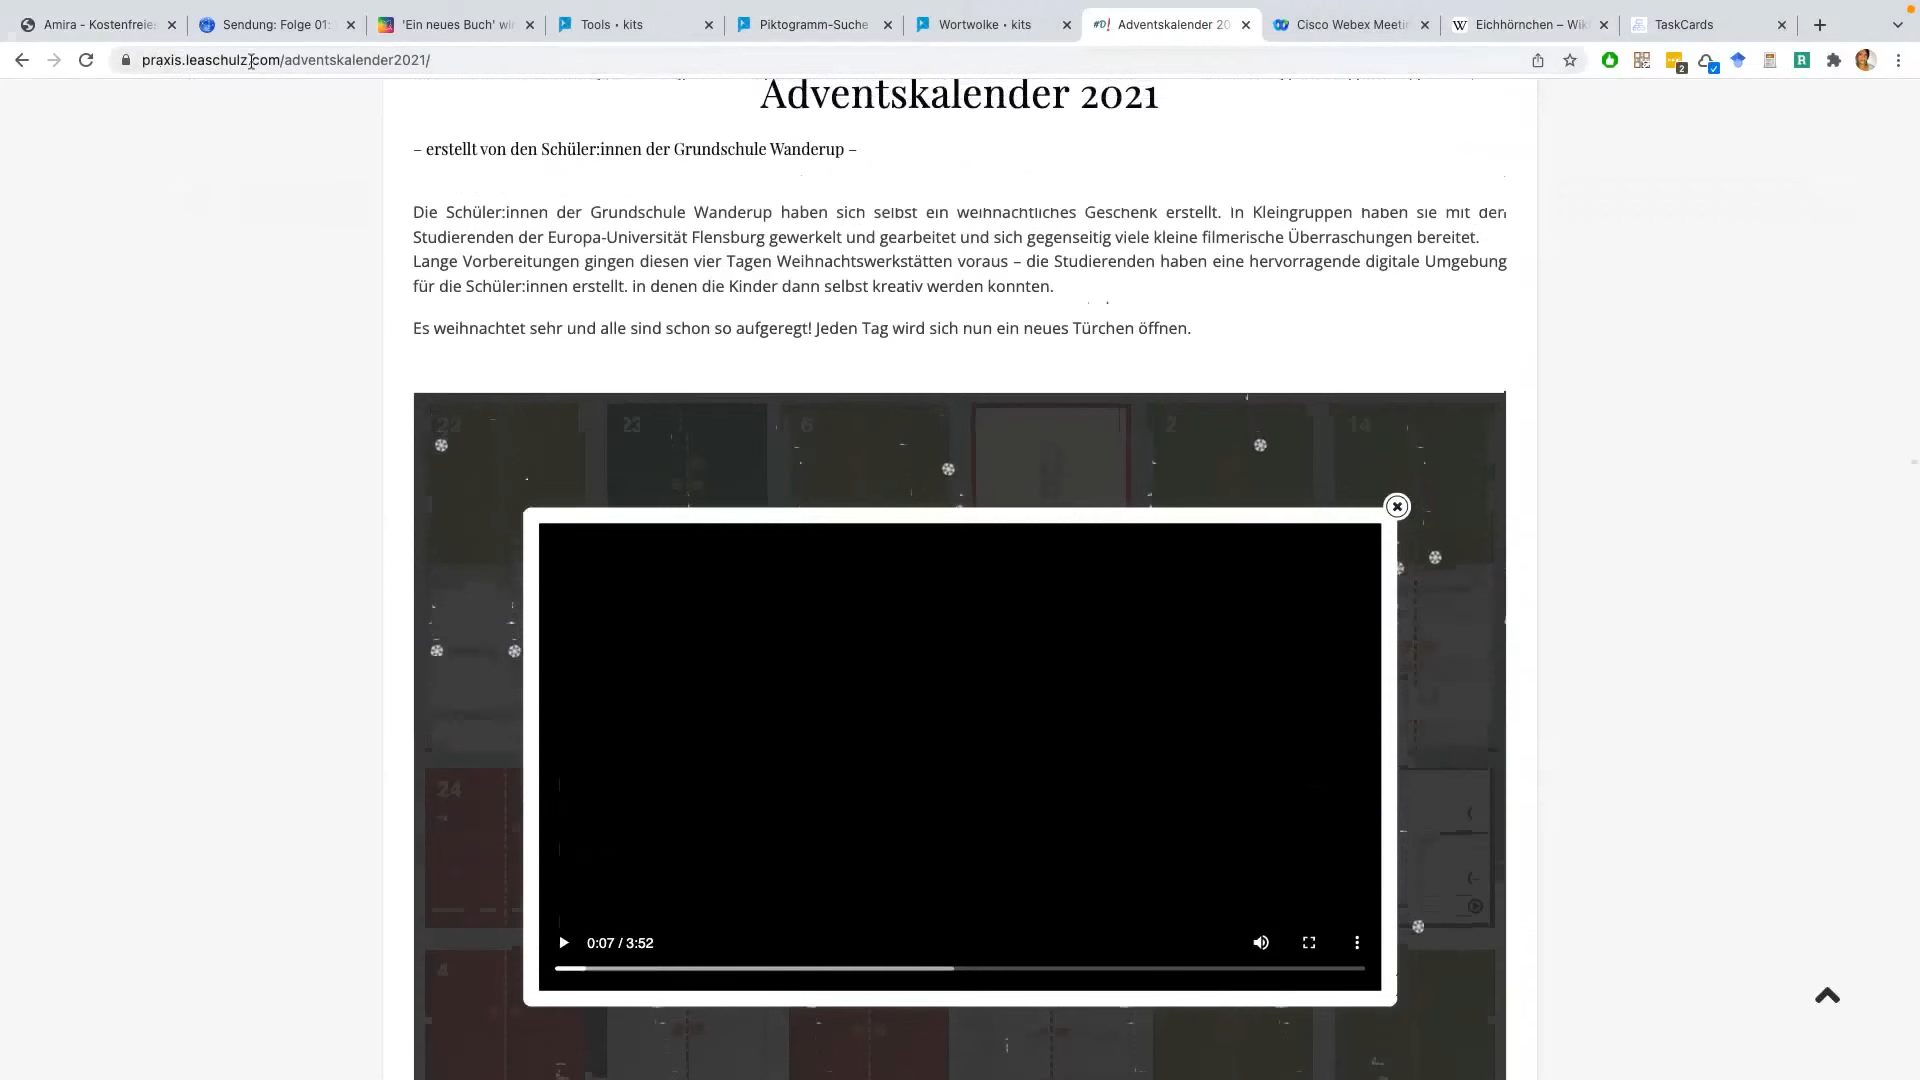 Amira - Kostenfreie
Sendung: Folge 01:
'Ein neues Buch' wi
Tools • kits
Piktogramm-Suche
Wortwolke • kits
#D! Adventskalender 20
Cisco Webex Meeti
W Eichhörnchen – Wik
TaskCards
praxis.leaschulz.com/adventskalender2021/
2
R
Adventskalender 2021
– erstellt von den Schüler:innen der Grundschule Wanderup –
Die Schüler:innen der Grundschule Wanderup haben sich selbst ein weihnachtliches Geschenk erstellt. In Kleingruppen haben sie mit den
Studierenden der Europa-Universität Flensburg gewerkelt und gearbeitet und sich gegenseitig viele kleine filmerische Überraschungen bereitet.
Lange Vorbereitungen gingen diesen vier Tagen Weihnachtswerkstätten voraus – die Studierenden haben eine hervorragende digitale Umgebung
für die Schüler:innen erstellt. in denen die Kinder dann selbst kreativ werden konnten.
Es weihnachtet sehr und alle sind schon so aufgeregt! Jeden Tag wird sich nun ein neues Türchen öffnen.
22
23
6
2
14
24
4
0:07 / 3:52